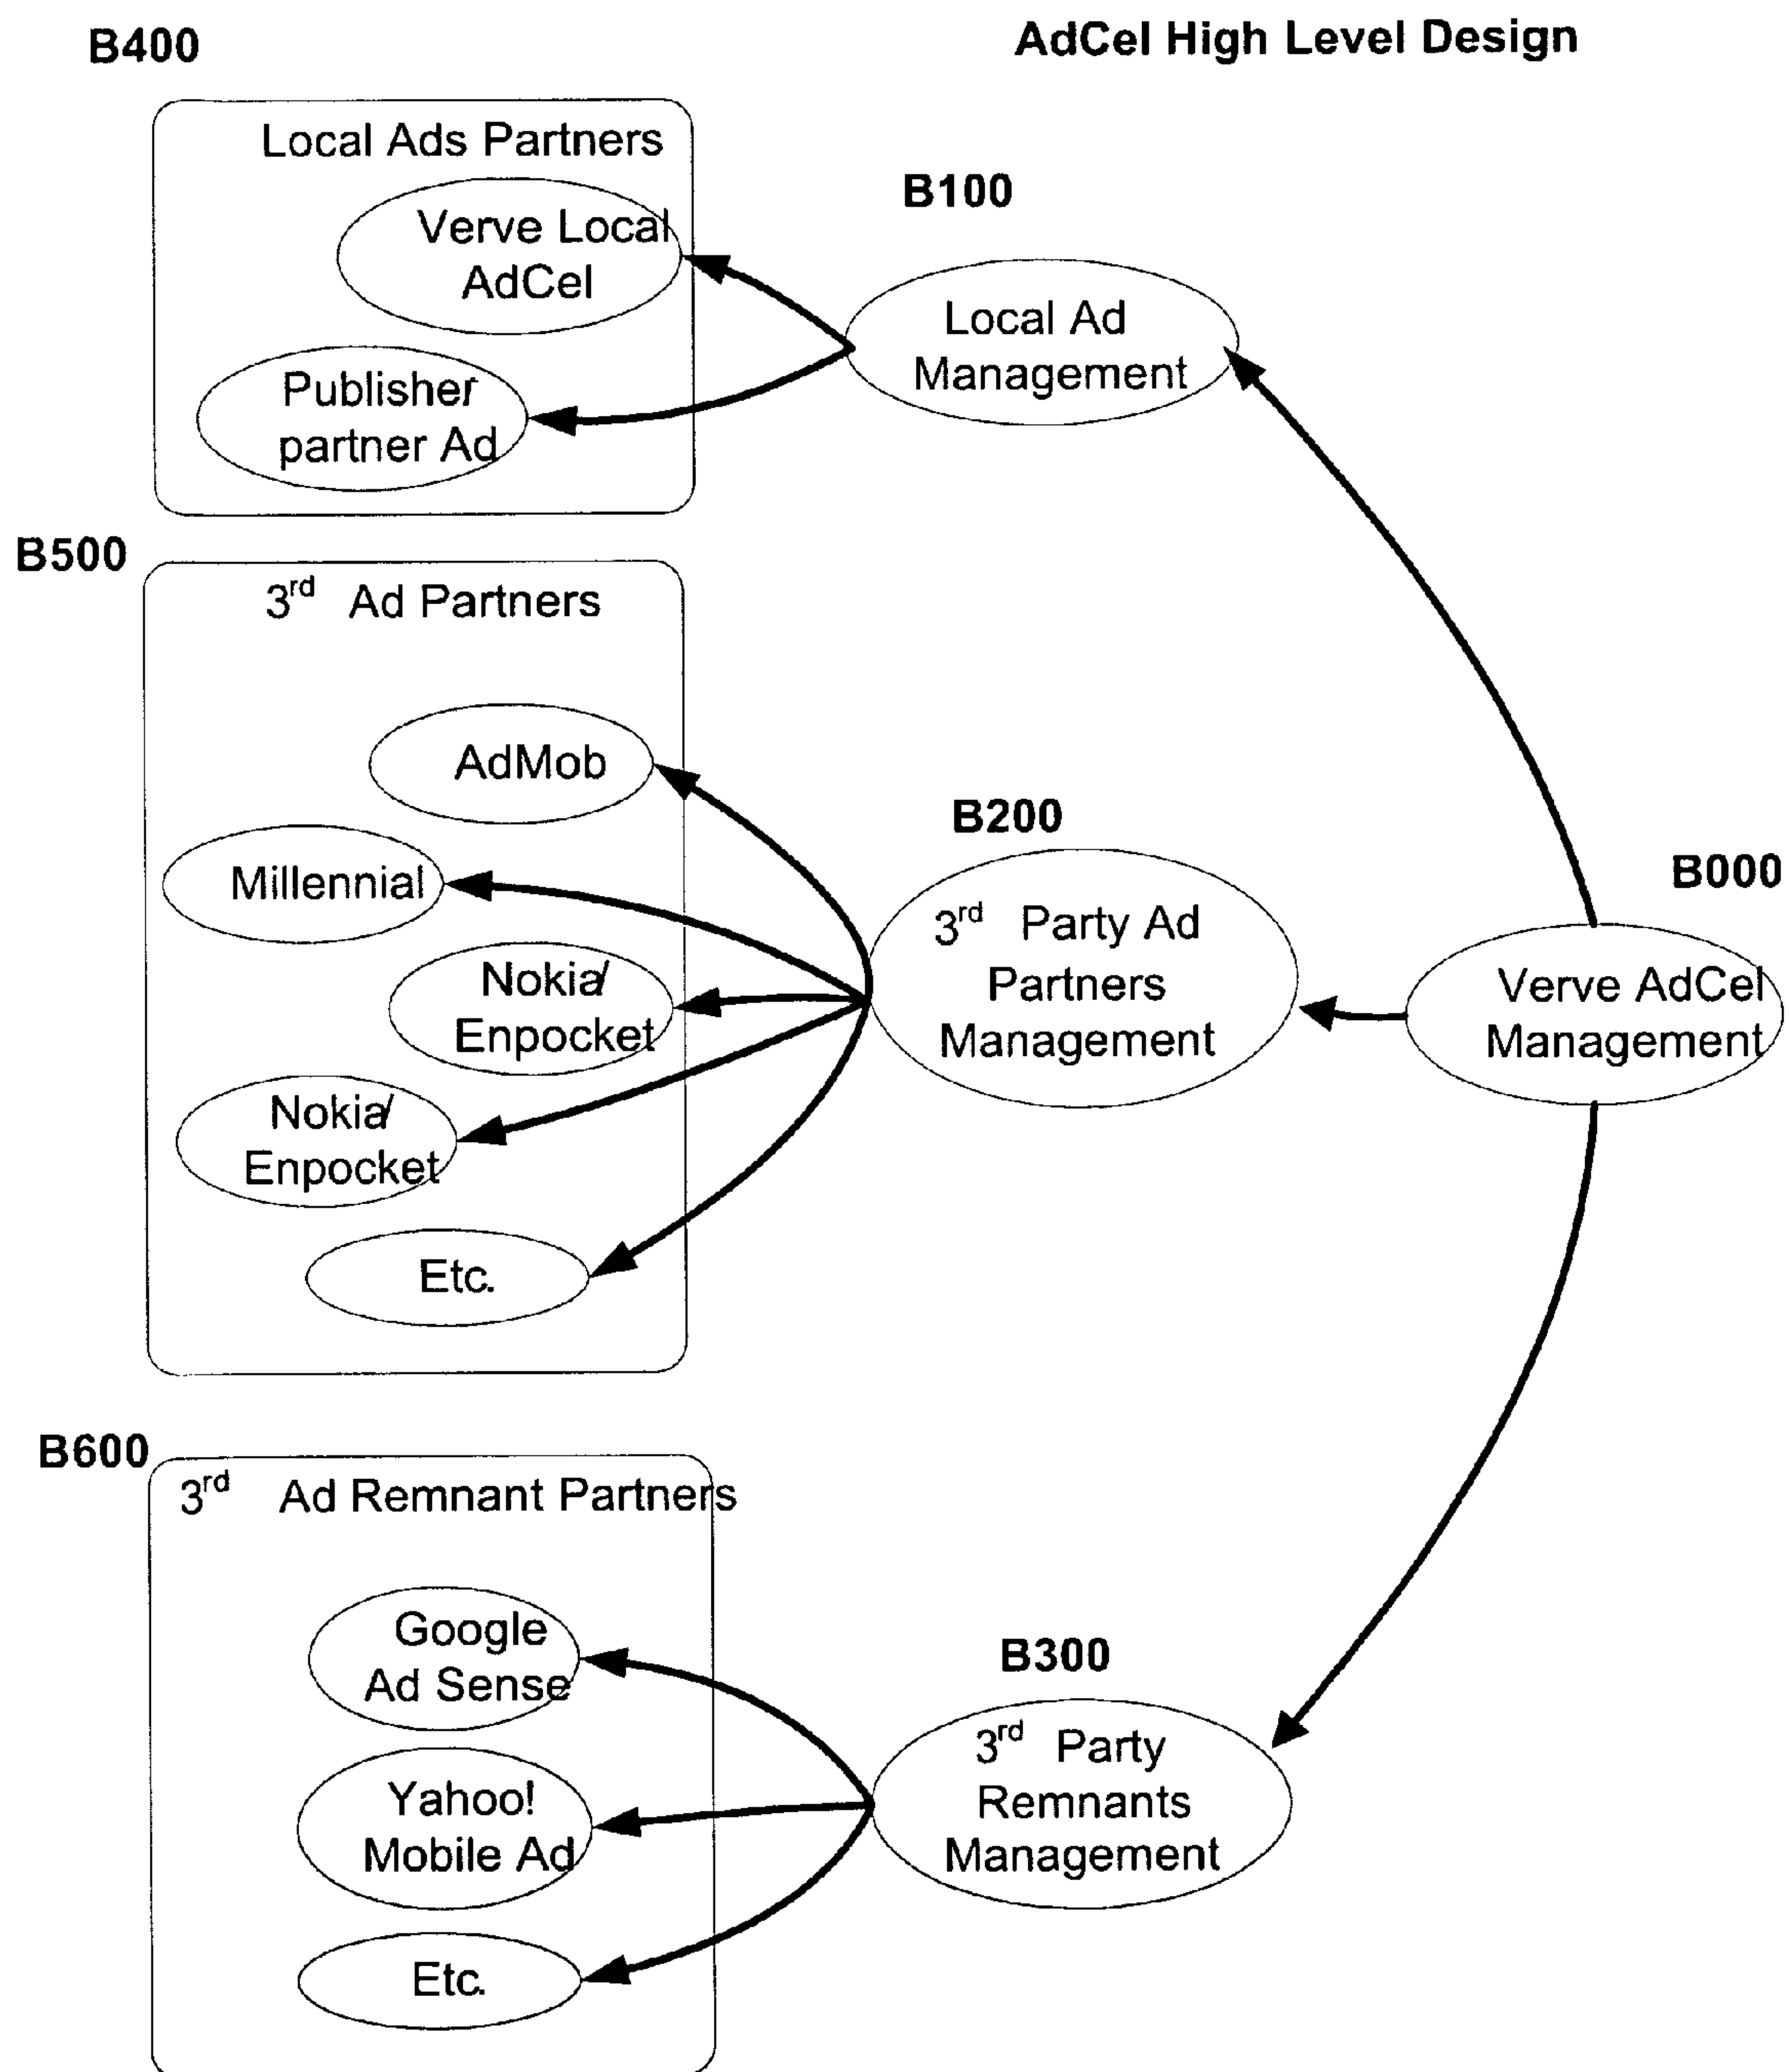 B400
AdCel High Level Design
Local Ads Partners
Verve Local
AdCel
Publisher
partner Ad
B100
Local Ad
Management
B500
3rd Ad Partners
AdMob
Millennial
Nokia/
Enpocket
Nokia/
Enpocket
Etc.
B200
3rd Party Ad
Partners
Management
B000
Verve AdCel
Management
B600
3rd Ad Remnant Partners
Google
Ad Sense
Yahoo!
Mobile Ad
Etc.
B300
3rd Party
Remnants
Management